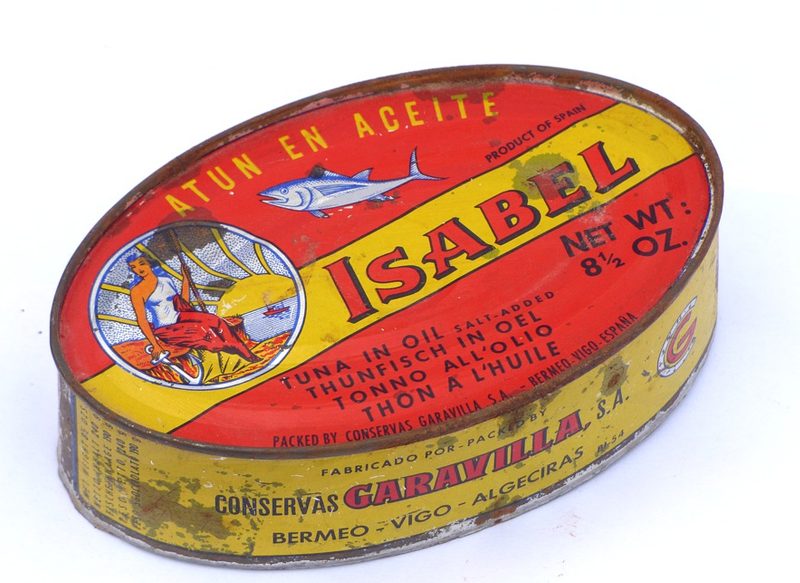 ATUN EN ACEITE
PRODUCT OF SPAIN
ISABEL
NET WT:
8½ OZ.
TUNA IN OIL SALT-ADDED
THUNFISCH IN OEL
TONNO ALL'OLIO
THON A L'HUILE
PACKED BY CONSERVAS GARAVILLA, S.A. - BERMEO-VIGO-ESPAÑA
FABRICADO POR-PACKED BY
CONSERVAS GARAVILLA, S.A.
BERMEO - VIGO - ALGECIRAS
G